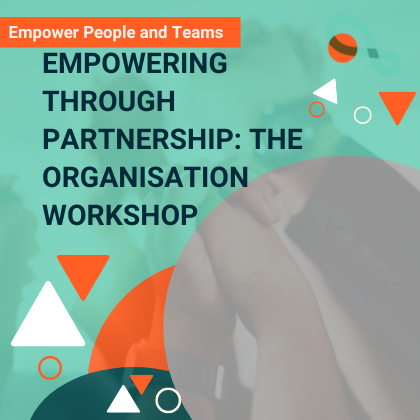 Empower People and Teams
EMPOWERING
THROUGH
PARTNERSHIP: THE
ORGANISATION
WORKSHOP